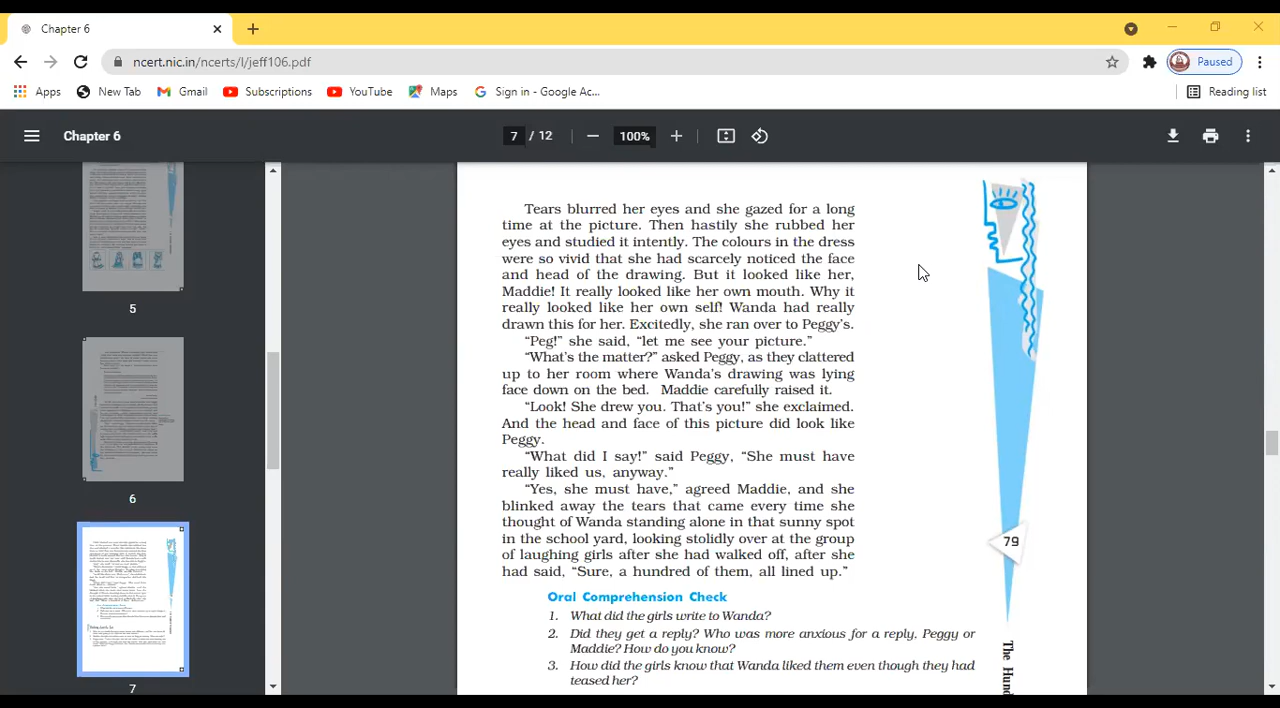 Chapter 6
ncert.nic.in/ncerts/l/jeff106.pdf
Paused
Apps
New Tab
Gmail
Subscriptions
YouTube
Maps
Sign in - Google Ac...
Reading list
Chapter 6
7 / 12
100%
5
6
7
Tears blurred her eyes and she gazed for a long
time at the picture. Then hastily she rubbed her
eyes and studied it intently. The colours in the dress
were so vivid that she had scarcely noticed the face
and head of the drawing. But it looked like her,
Maddie! It really looked like her own mouth. Why it
really looked like her own self! Wanda had really
drawn this for her. Excitedly, she ran over to Peggy's.
“Peg!” she said, “let me see your picture.”
“What's the matter?” asked Peggy, as they clattered
up to her room where Wanda's drawing was lying
face down on the bed. Maddie carefully raised it.
“Look! She drew you. That's you!” she exclaimed.
And the head and face of this picture did look like
Peggy.
“What did I say!” said Peggy, “She must have
really liked us, anyway.”
“Yes, she must have,” agreed Maddie, and she
blinked away the tears that came every time she
thought of Wanda standing alone in that sunny spot
in the school yard, looking stolidly over at the group
of laughing girls after she had walked off, after she
had said, “Sure, a hundred of them, all lined up.”
Oral Comprehension Check
1. What did the girls write to Wanda?
2. Did they get a reply? Who was more anxious for a reply, Peggy or
Maddie? How do you know?
3. How did the girls know that Wanda liked them even though they had
teased her?
79
The Hund